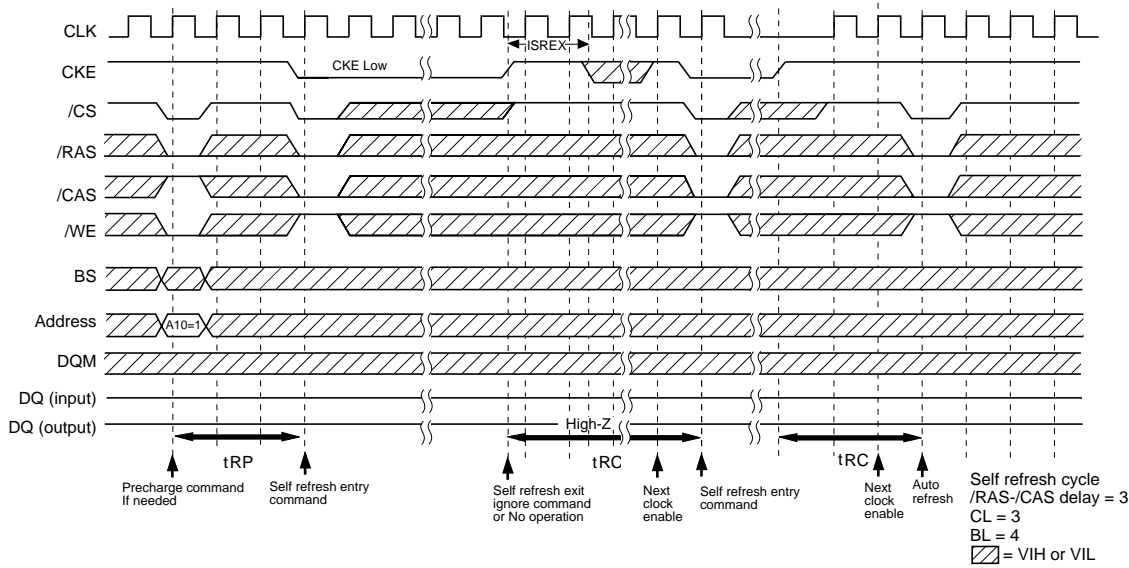 CLK
ISREX
CKE
CKE Low
/CS
/RAS
/CAS
/WE
BS
Address
A10=1
DQM
DQ (input)
DQ (output)
High-Z
tRP
tRC
tRC
Precharge command
If needed
Self refresh entry
command
Self refresh exit
ignore command
or No operation
Next
clock
enable
Self refresh entry
command
Next
clock
enable
Auto
refresh
Self refresh cycle
/RAS-/CAS delay = 3
CL = 3
BL = 4
= VIH or VIL